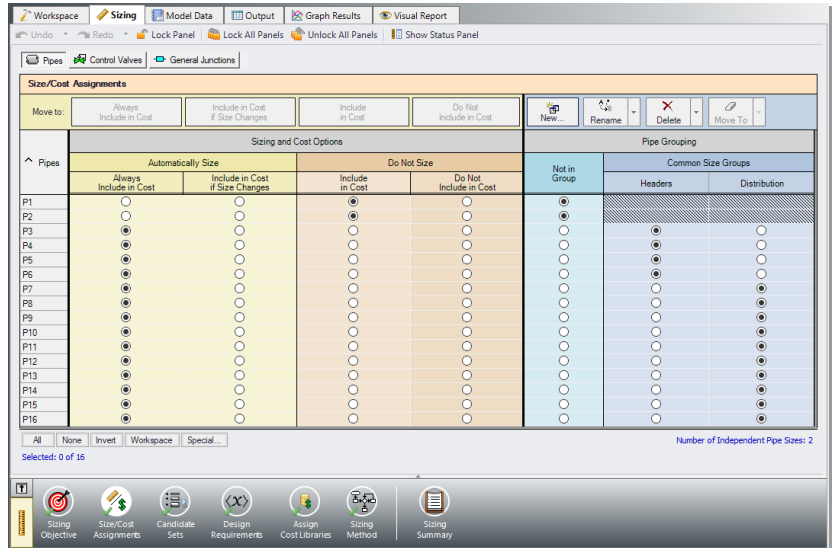 Workspace Sizing Model Data Output Graph Results Visual Report
Undo Redo Lock Panel Lock All Panels Unlock All Panels Show Status Panel
Pipes Control Valves General Junctions
Size/Cost Assignments
Move to:
Always
Include in Cost
Include in Cost
if Size Changes
Include
in Cost
Do Not
Include in Cost
New...
Rename
Delete
Move To
Pipes
Sizing and Cost Options
Pipe Grouping
Automatically Size
Do Not Size
Not in
Group
Common Size Groups
Always
Include in Cost
Include in Cost
if Size Changes
Include
in Cost
Do Not
Include in Cost
Headers
Distribution
P1
P2
P3
P4
P5
P6
P7
P8
P9
P10
P11
P12
P13
P14
P15
P16
All None Invert Workspace Special...
Number of Independent Pipe Sizes: 2
Selected: 0 of 16
Sizing
Objective
Size/Cost
Assignments
Candidate
Sets
Design
Requirements
Assign
Cost Libraries
Sizing
Method
Sizing
Summary